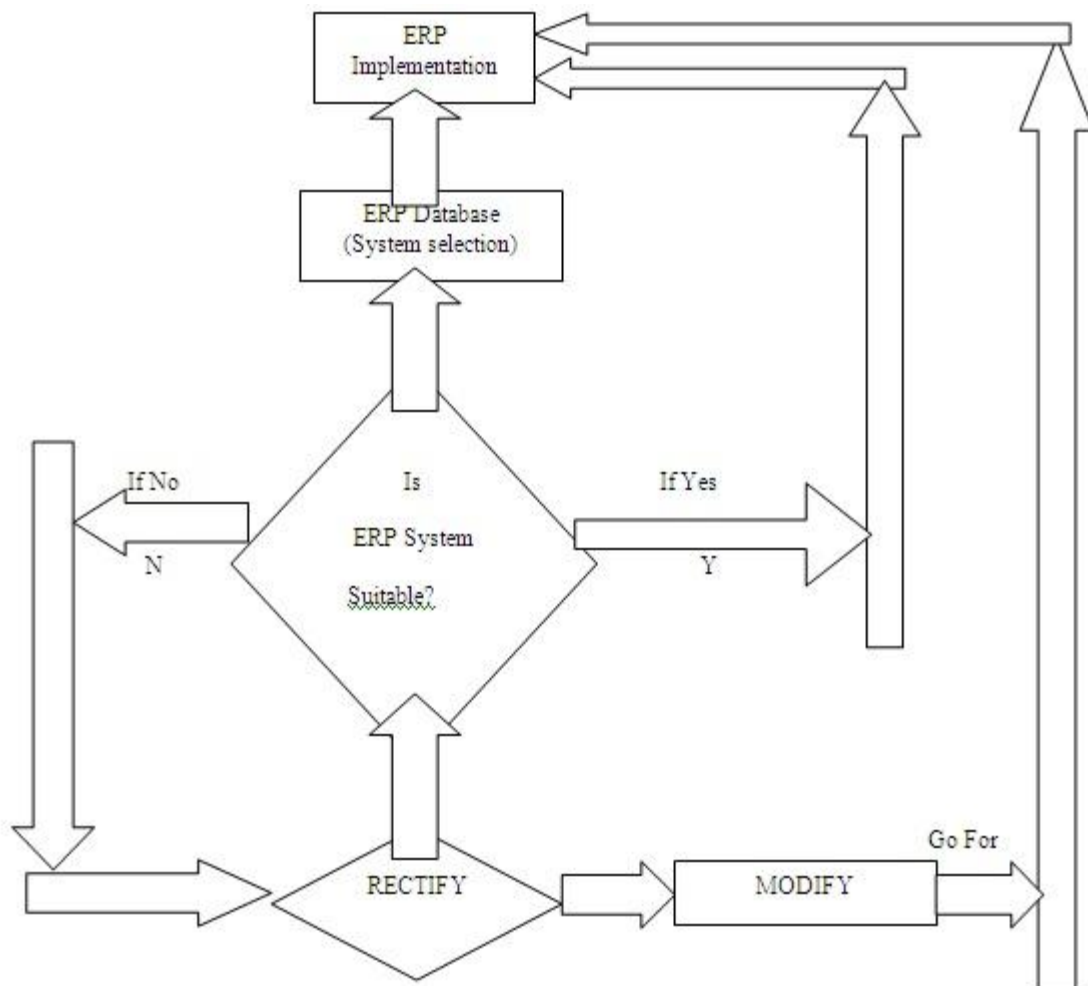 ERP
Implementation
ERP Database
(System selection)
If No
Is
If Yes
ERP System
N
Y
Suitable?
Go For
RECTIFY
MODIFY